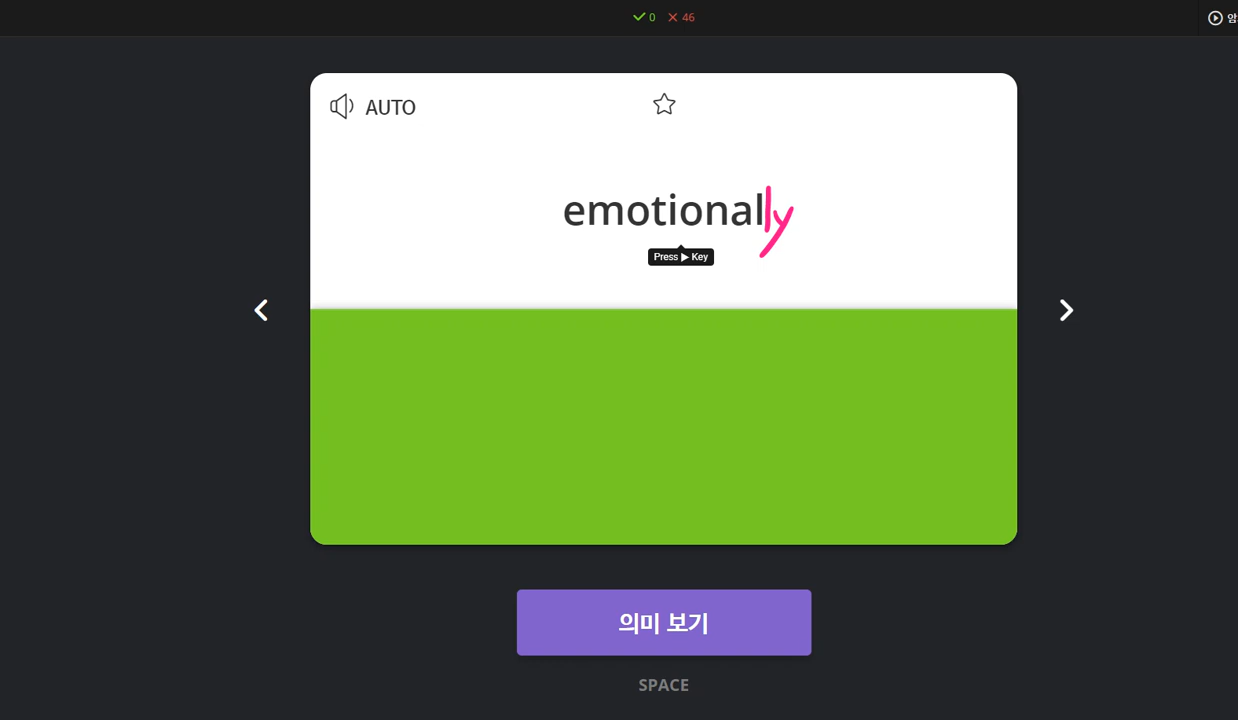 0 46
AUTO
emotionally
Press ▶ Key
의미 보기
SPACE